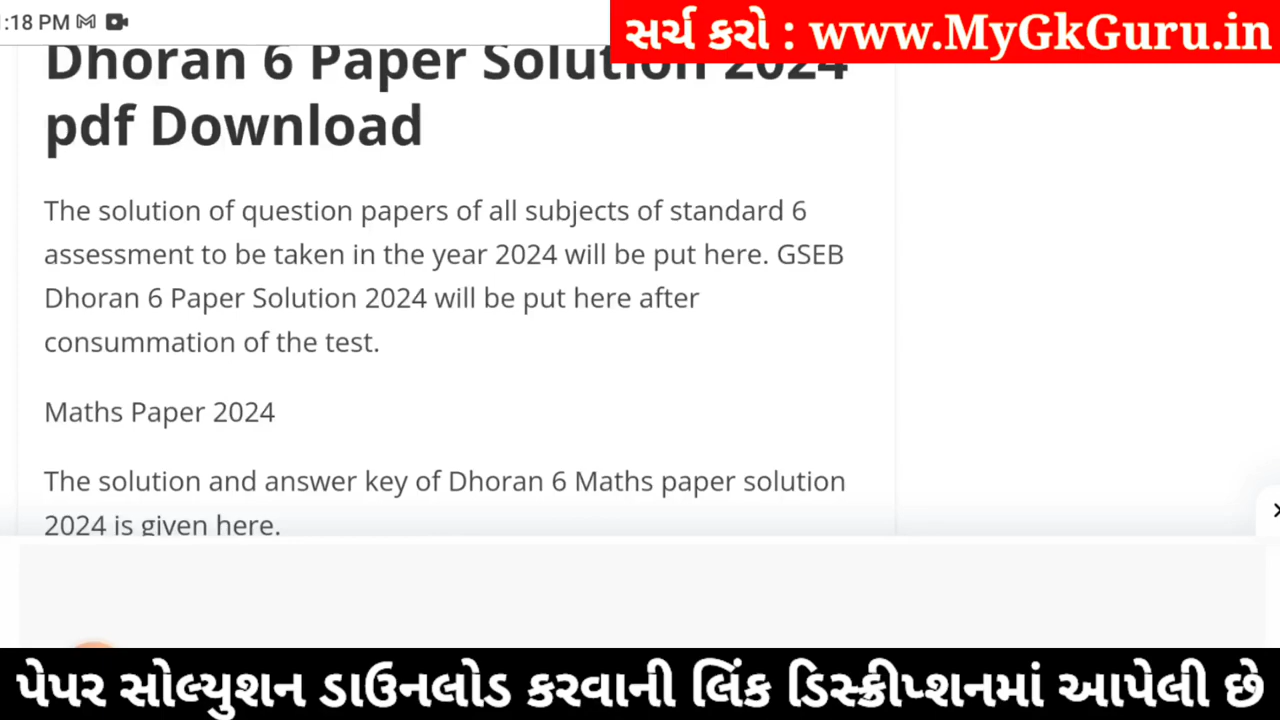 :18 PM
સર્ચ કરો : www.MyGkGuru.in
Dhoran 6 Paper Solution 2024
pdf Download
The solution of question papers of all subjects of standard 6
assessment to be taken in the year 2024 will be put here. GSEB
Dhoran 6 Paper Solution 2024 will be put here after
consummation of the test.
Maths Paper 2024
The solution and answer key of Dhoran 6 Maths paper solution
2024 is given here.
પેપર સોલ્યુશન ડાઉનલોડ કરવાની લિંક ડિસ્ક્રીપ્શનમાં આપેલી છે